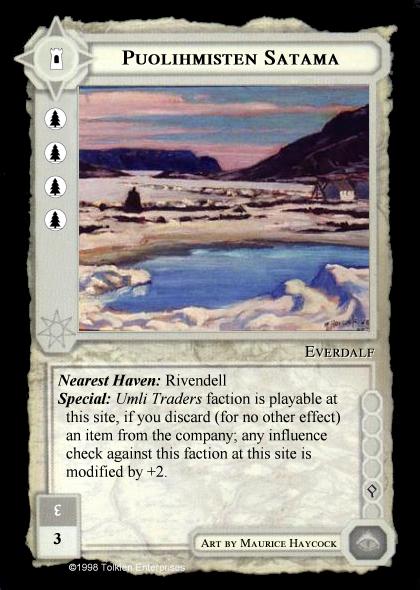 PUOLIHMISTEN SATAMA
EVERDALF
Nearest Haven: Rivendell
Special: Umli Traders faction is playable at
this site, if you discard (for no other effect)
an item from the company; any influence
check against this faction at this site is
modified by +2.
3
ART BY MAURICE HAYCOCK
©1998 Tolkien Enterprises